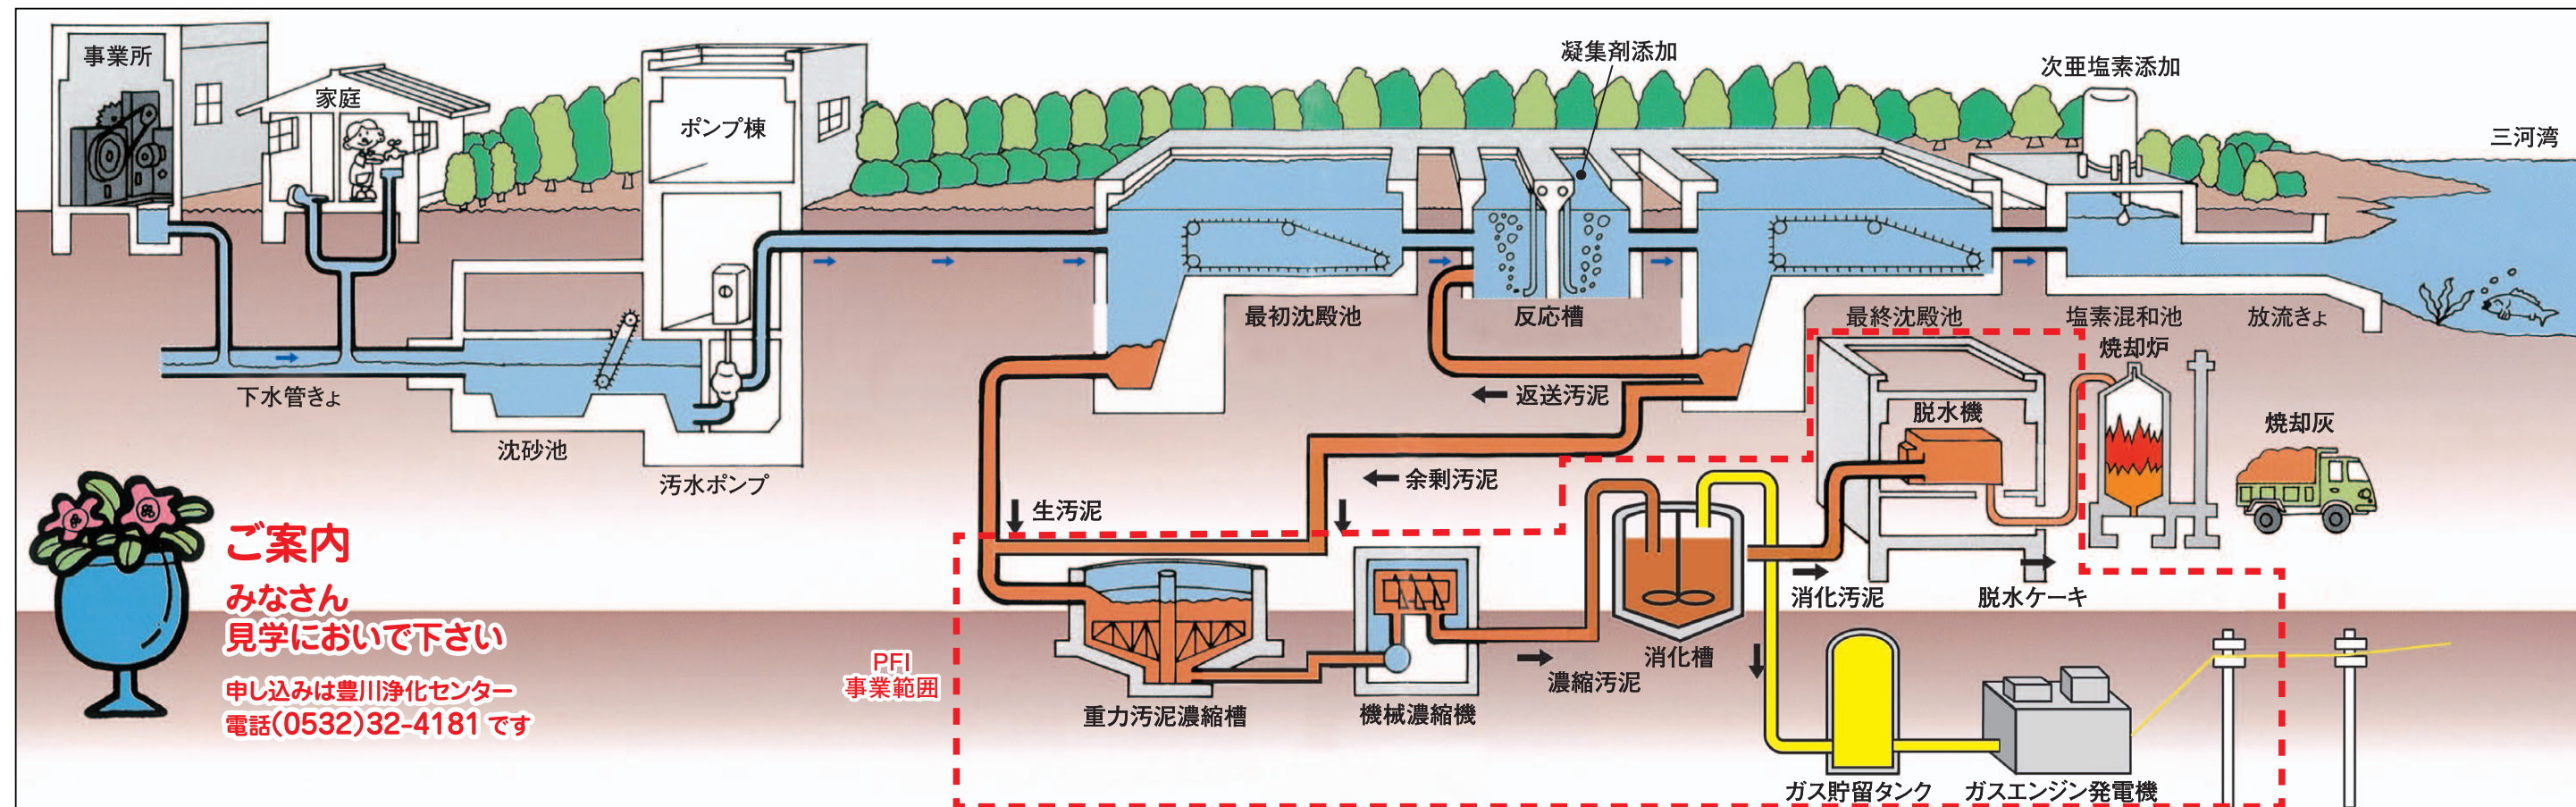 事業所
家庭
ポンプ棟
凝集剤添加
次亜塩素添加
三河湾
最初沈殿池
反応槽
最終沈殿池
塩素混和池
放流きょ
下水管きょ
沈砂池
汚水ポンプ
返送汚泥
余剰汚泥
生汚泥
脱水機
焼却炉
焼却灰
消化汚泥
脱水ケーキ
消化槽
濃縮汚泥
PFI
事業範囲
重力汚泥濃縮槽
機械濃縮機
ガス貯留タンク
ガスエンジン発電機
ご案内
みなさん
見学においで下さい
申し込みは豊川浄化センター
電話(0532)32-4181です